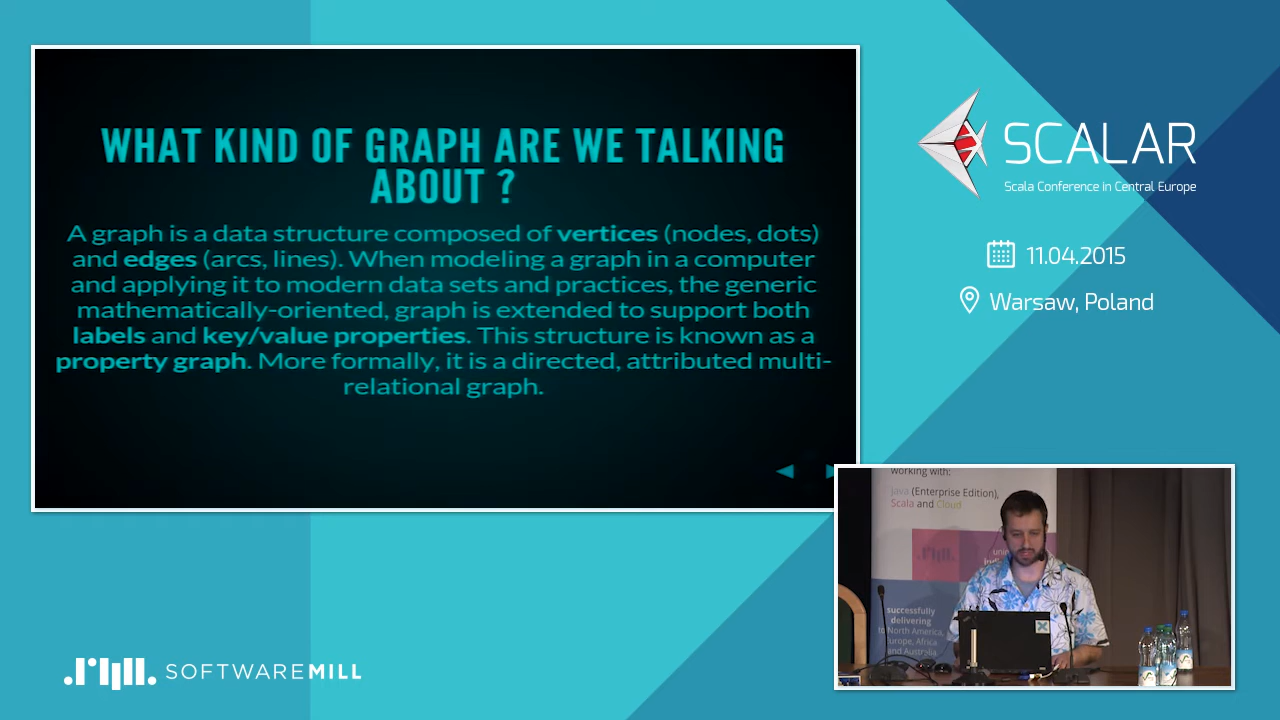 WHAT KIND OF GRAPH ARE WE TALKING
ABOUT ?
A graph is a data structure composed of vertices (nodes, dots)
and edges (arcs, lines). When modeling a graph in a computer
and applying it to modern data sets and practices, the generic
mathematically-oriented, graph is extended to support both
labels and key/value properties. This structure is known as a
property graph. More formally, it is a directed, attributed multi-
relational graph.
SCALAR
Scala Conference in Central Europe
11.04.2015
Warsaw, Poland
working with:
Java (Enterprise Edition),
Scala and Cloud
successfully
delivering
to North America,
Europe, Africa
and Australia
SOFTWAREMILL